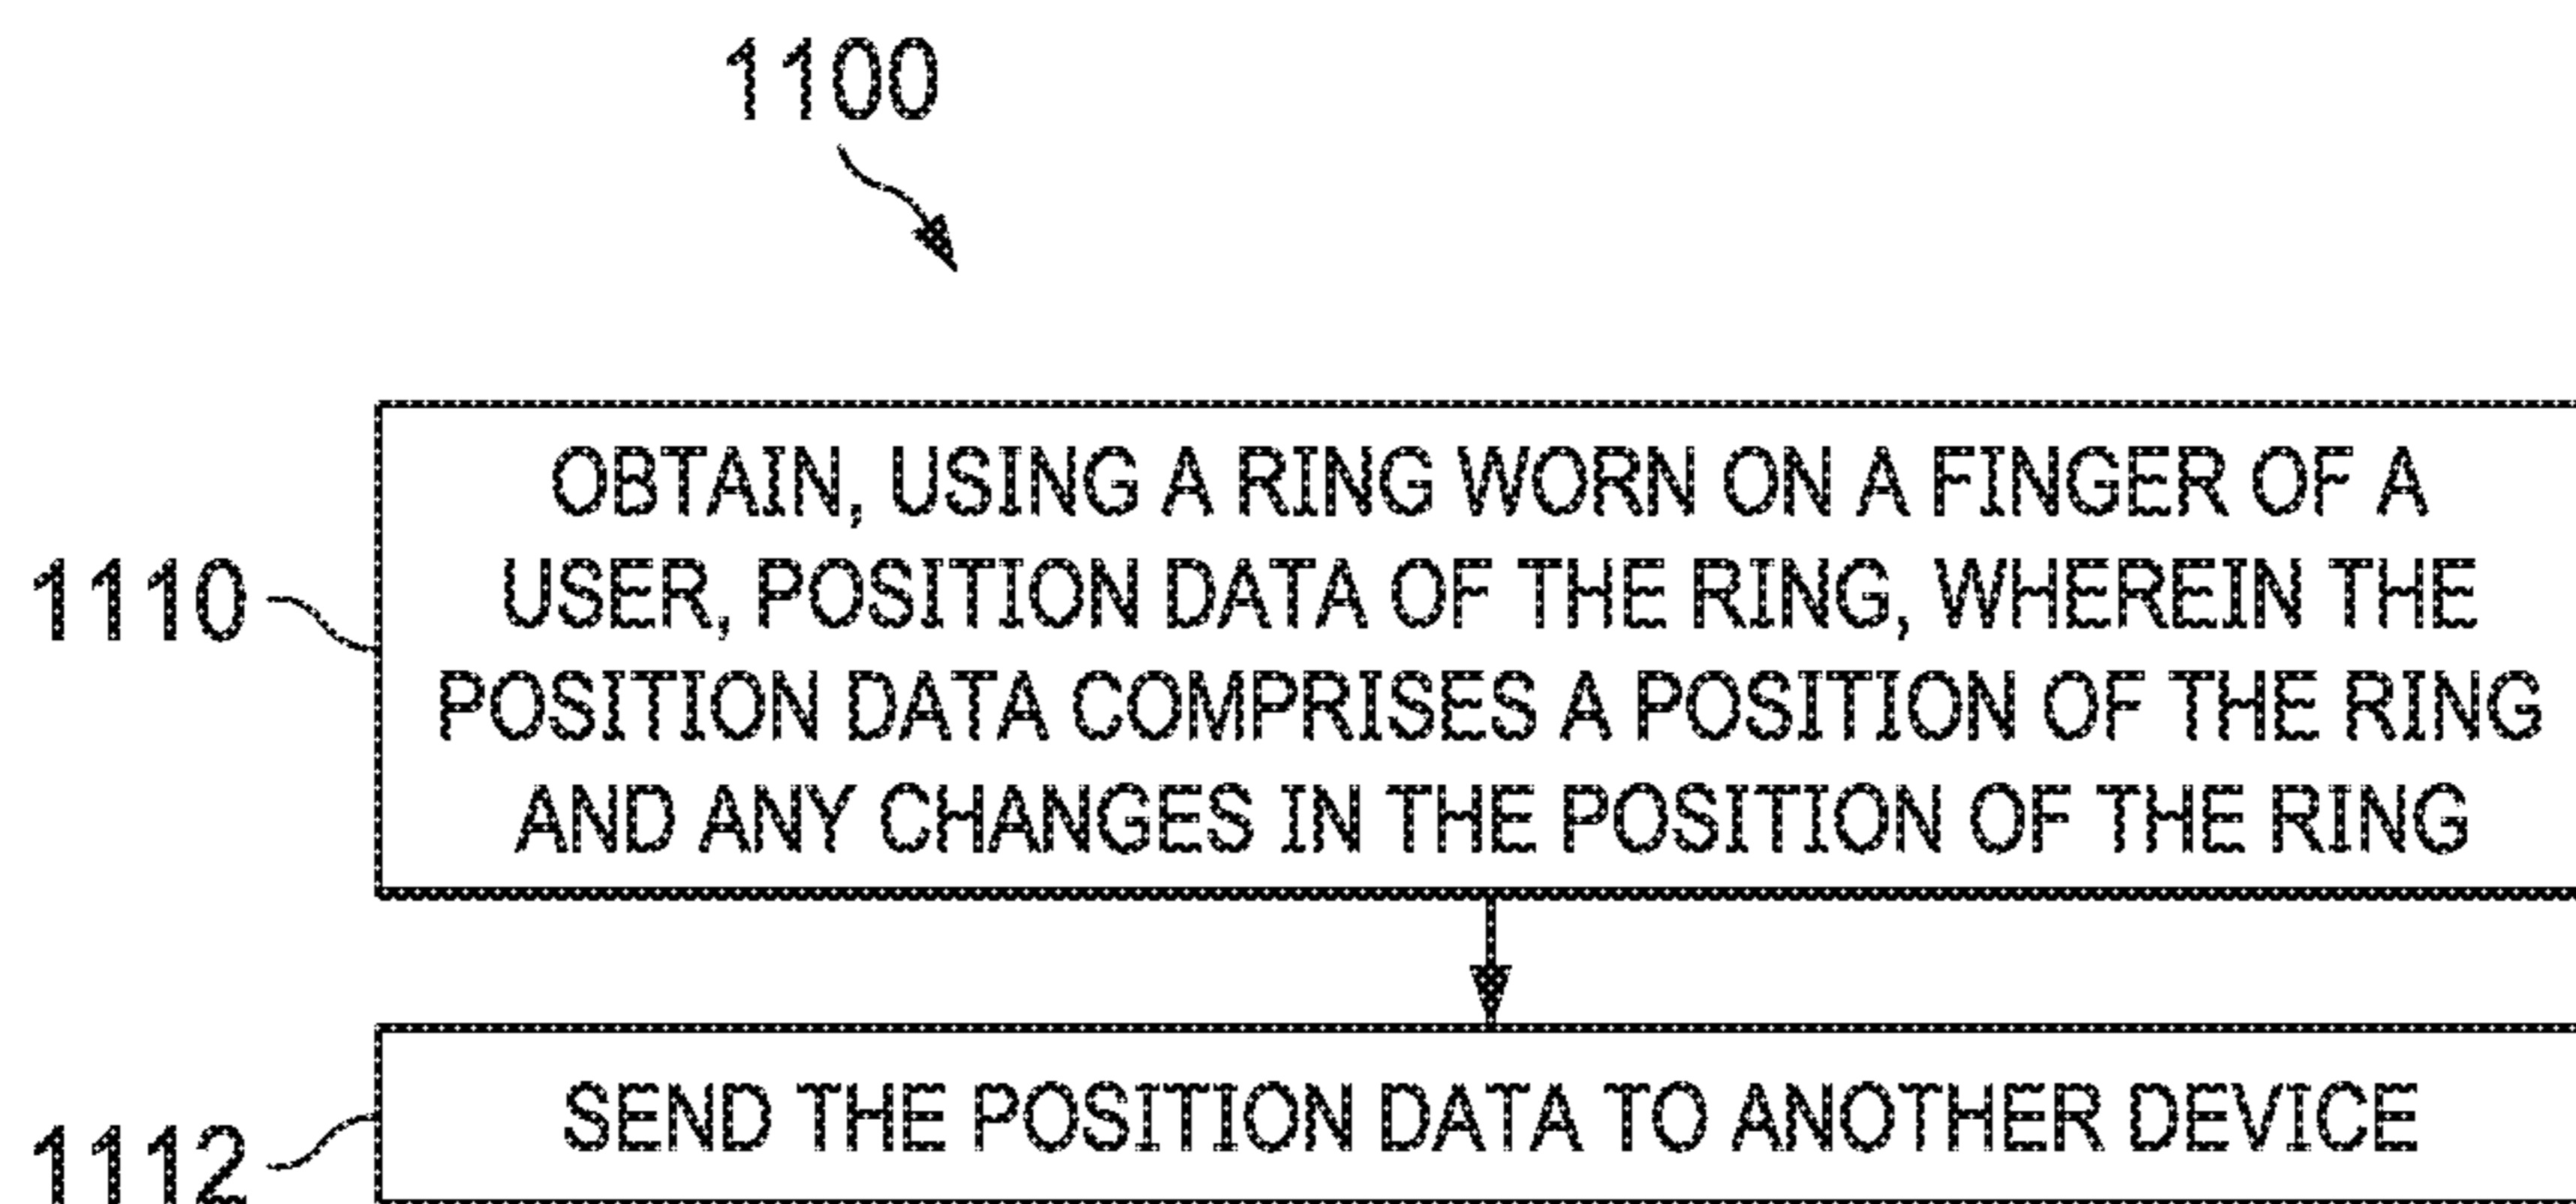 1100
OBTAIN, USING A RING WORN ON A FINGER OF A
1110
USER, POSITION DATA OF THE RING, WHEREIN THE
POSITION DATA COMPRISES A POSITION OF THE RING
AND ANY CHANGES IN THE POSITION OF THE RING
SEND THE POSITION DATA TO ANOTHER DEVICE
1112